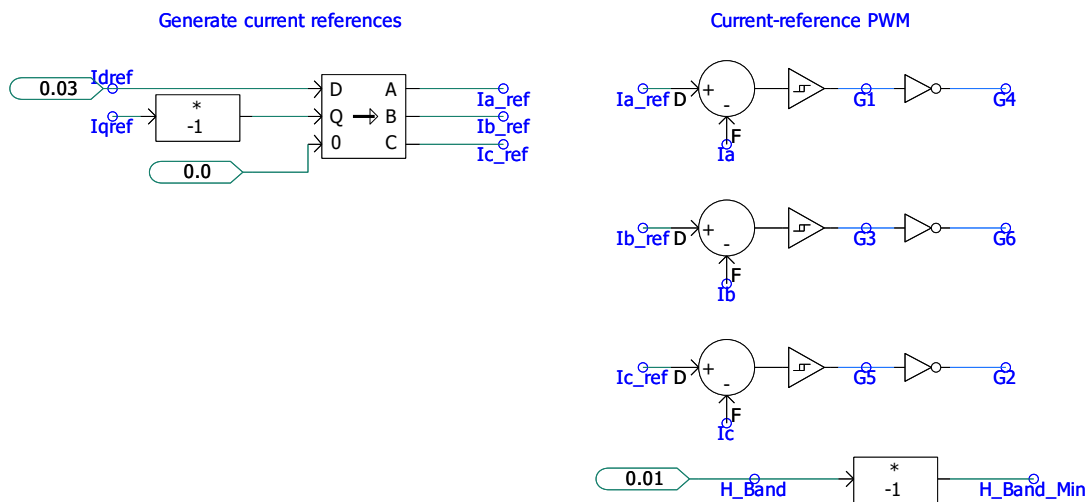 Generate current references
Current-reference PWM
0.03
Idref
Iqref
*
-1
0.0
D
Q
0
A
B
C
Ia_ref
Ib_ref
Ic_ref
Ia_ref
D
+
-
F
Ia
G1
G4
Ib_ref
D
+
-
F
Ib
G3
G6
Ic_ref
D
+
-
F
Ic
G5
G2
0.01
H_Band
*
-1
H_Band_Min